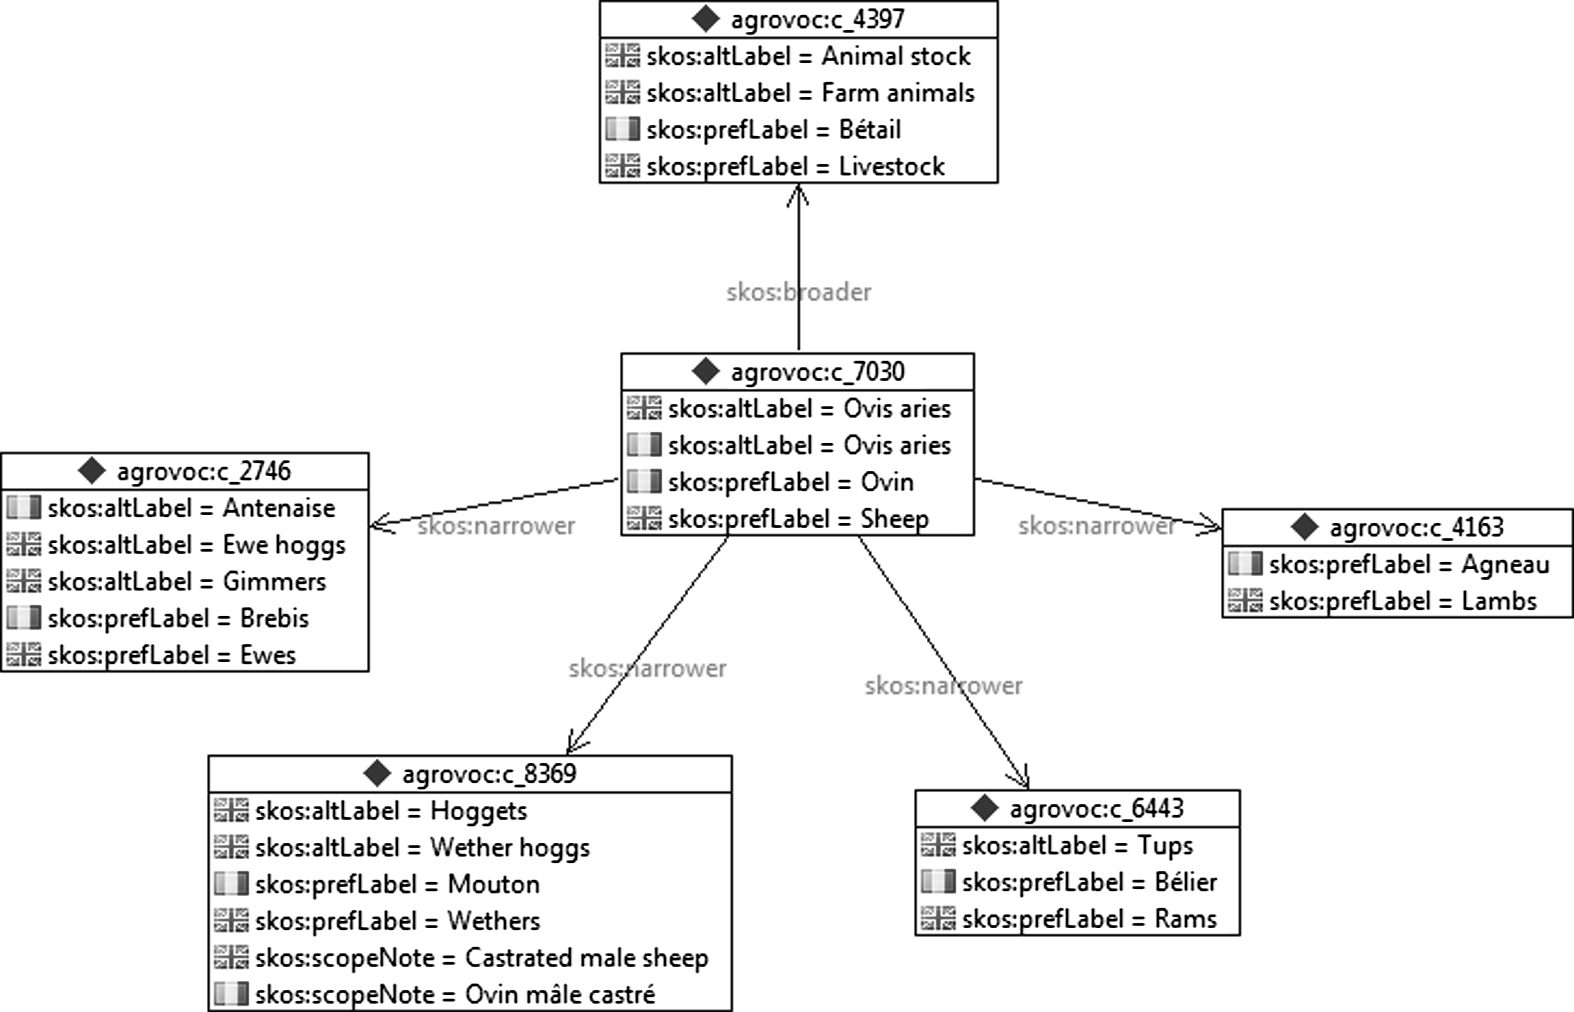 agrovoc:c_4397
skos:altLabel = Animal stock
skos:altLabel = Farm animals
skos:prefLabel = Bétail
skos:prefLabel = Livestock
skos:broader
agrovoc:c_7030
skos:altLabel = Ovis aries
skos:altLabel = Ovis aries
skos:prefLabel = Ovin
skos:prefLabel = Sheep
agrovoc:c_2746
skos:altLabel = Antenaise
skos:altLabel = Ewe hoggs
skos:altLabel = Gimmers
skos:prefLabel = Brebis
skos:prefLabel = Ewes
skos:narrower
skos:narrower
agrovoc:c_4163
skos:prefLabel = Agneau
skos:prefLabel = Lambs
skos:narrower
skos:narrower
agrovoc:c_8369
skos:altLabel = Hoggets
skos:altLabel = Wether hoggs
skos:prefLabel = Mouton
skos:prefLabel = Wethers
skos:scopeNote = Castrated male sheep
skos:scopeNote = Ovin mâle castré
agrovoc:c_6443
skos:altLabel = Tups
skos:prefLabel = Bélier
skos:prefLabel = Rams